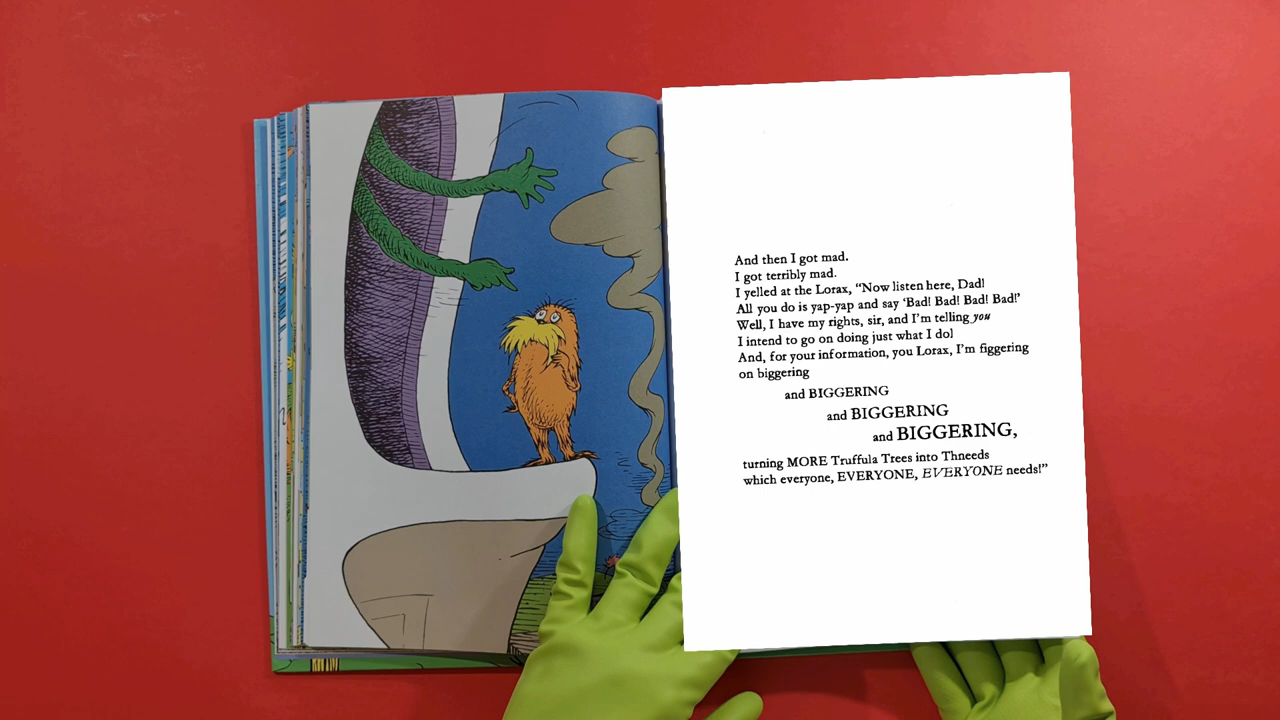 And then I got mad.
I got terribly mad.
I yelled at the Lorax, “Now listen here, Dad!
All you do is yap-yap and say ‘Bad! Bad! Bad! Bad!’
Well, I have my rights, sir, and I’m telling you
I intend to go on doing just what I do!
And, for your information, you Lorax, I’m figgering
on biggering
and BIGGERING
and BIGGERING
and BIGGERING,
turning MORE Truffula Trees into Thneeds
which everyone, EVERYONE, EVERYONE needs!”